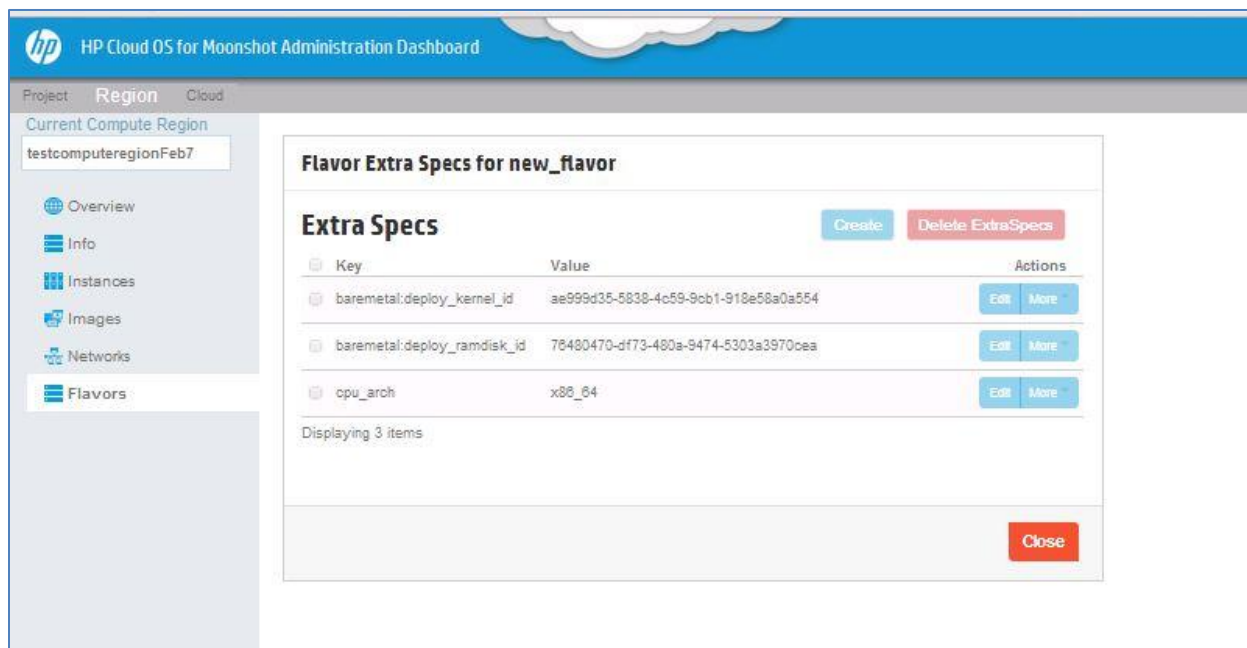 hp HP Cloud OS for Moonshot Administration Dashboard
Project Region Cloud
Current Compute Region
testcomputeregionFeb7
Overview
Info
Instances
Images
Networks
Flavors
Flavor Extra Specs for new_flavor
Extra Specs Create Delete ExtraSpecs
Key Value Actions
baremetal:deploy_kernel_id ae999d35-5838-4c59-9cb1-918e58a0a554 Edit More
baremetal:deploy_ramdisk_id 76480470-df73-480a-9474-5303a3970cea Edit More
cpu_arch x86_64 Edit More
Displaying 3 items
Close